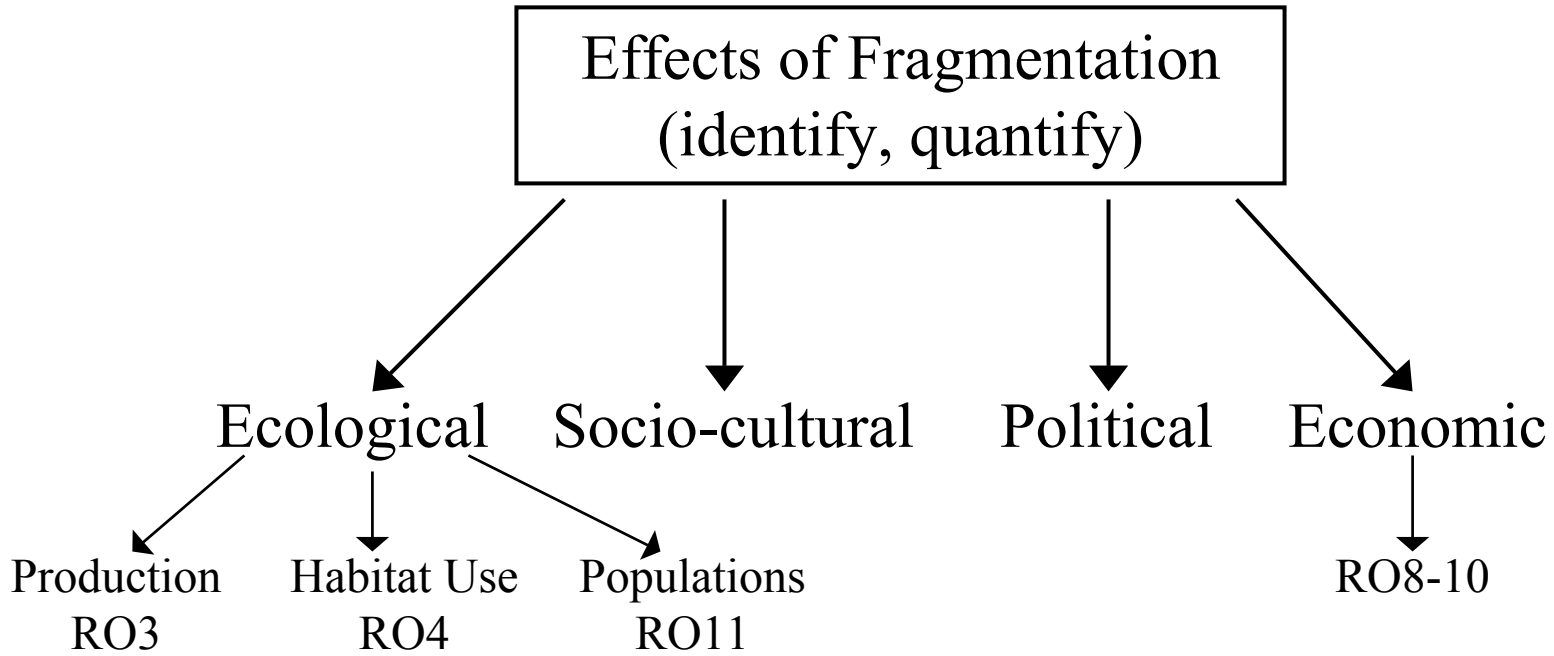 Effects of Fragmentation
(identify, quantify)
Ecological
Socio-cultural
Political
Economic
Production
RO3
Habitat Use
RO4
Populations
RO11
RO8-10